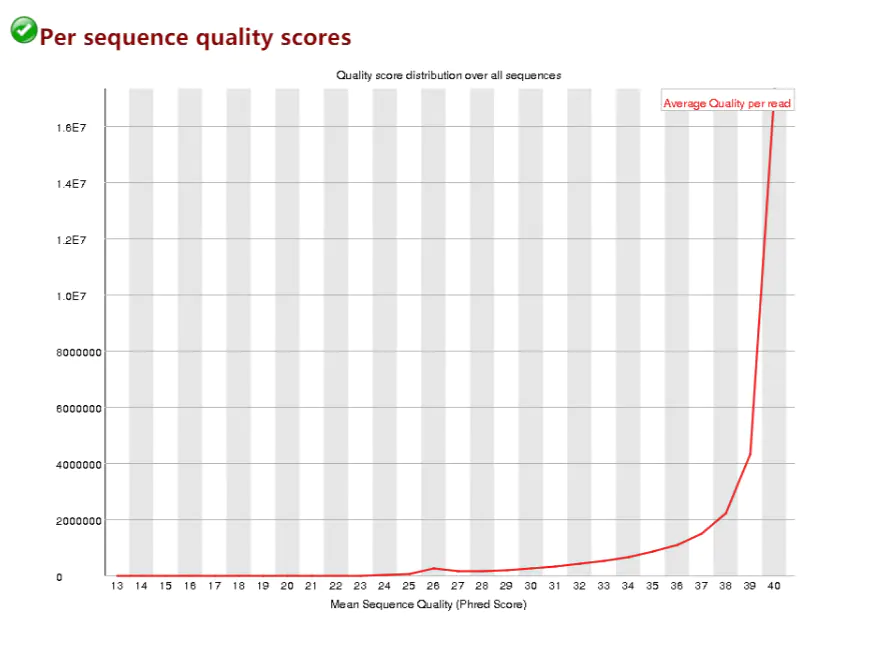 Per sequence quality scores
Quality score distribution over all sequences
Average Quality per read
1.6E7
1.4E7
1.2E7
1.0E7
8000000
6000000
4000000
2000000
0
13 14 15 16 17 18 19 20 21 22 23 24 25 26 27 28 29 30 31 32 33 34 35 36 37 38 39 40
Mean Sequence Quality (Phred Score)